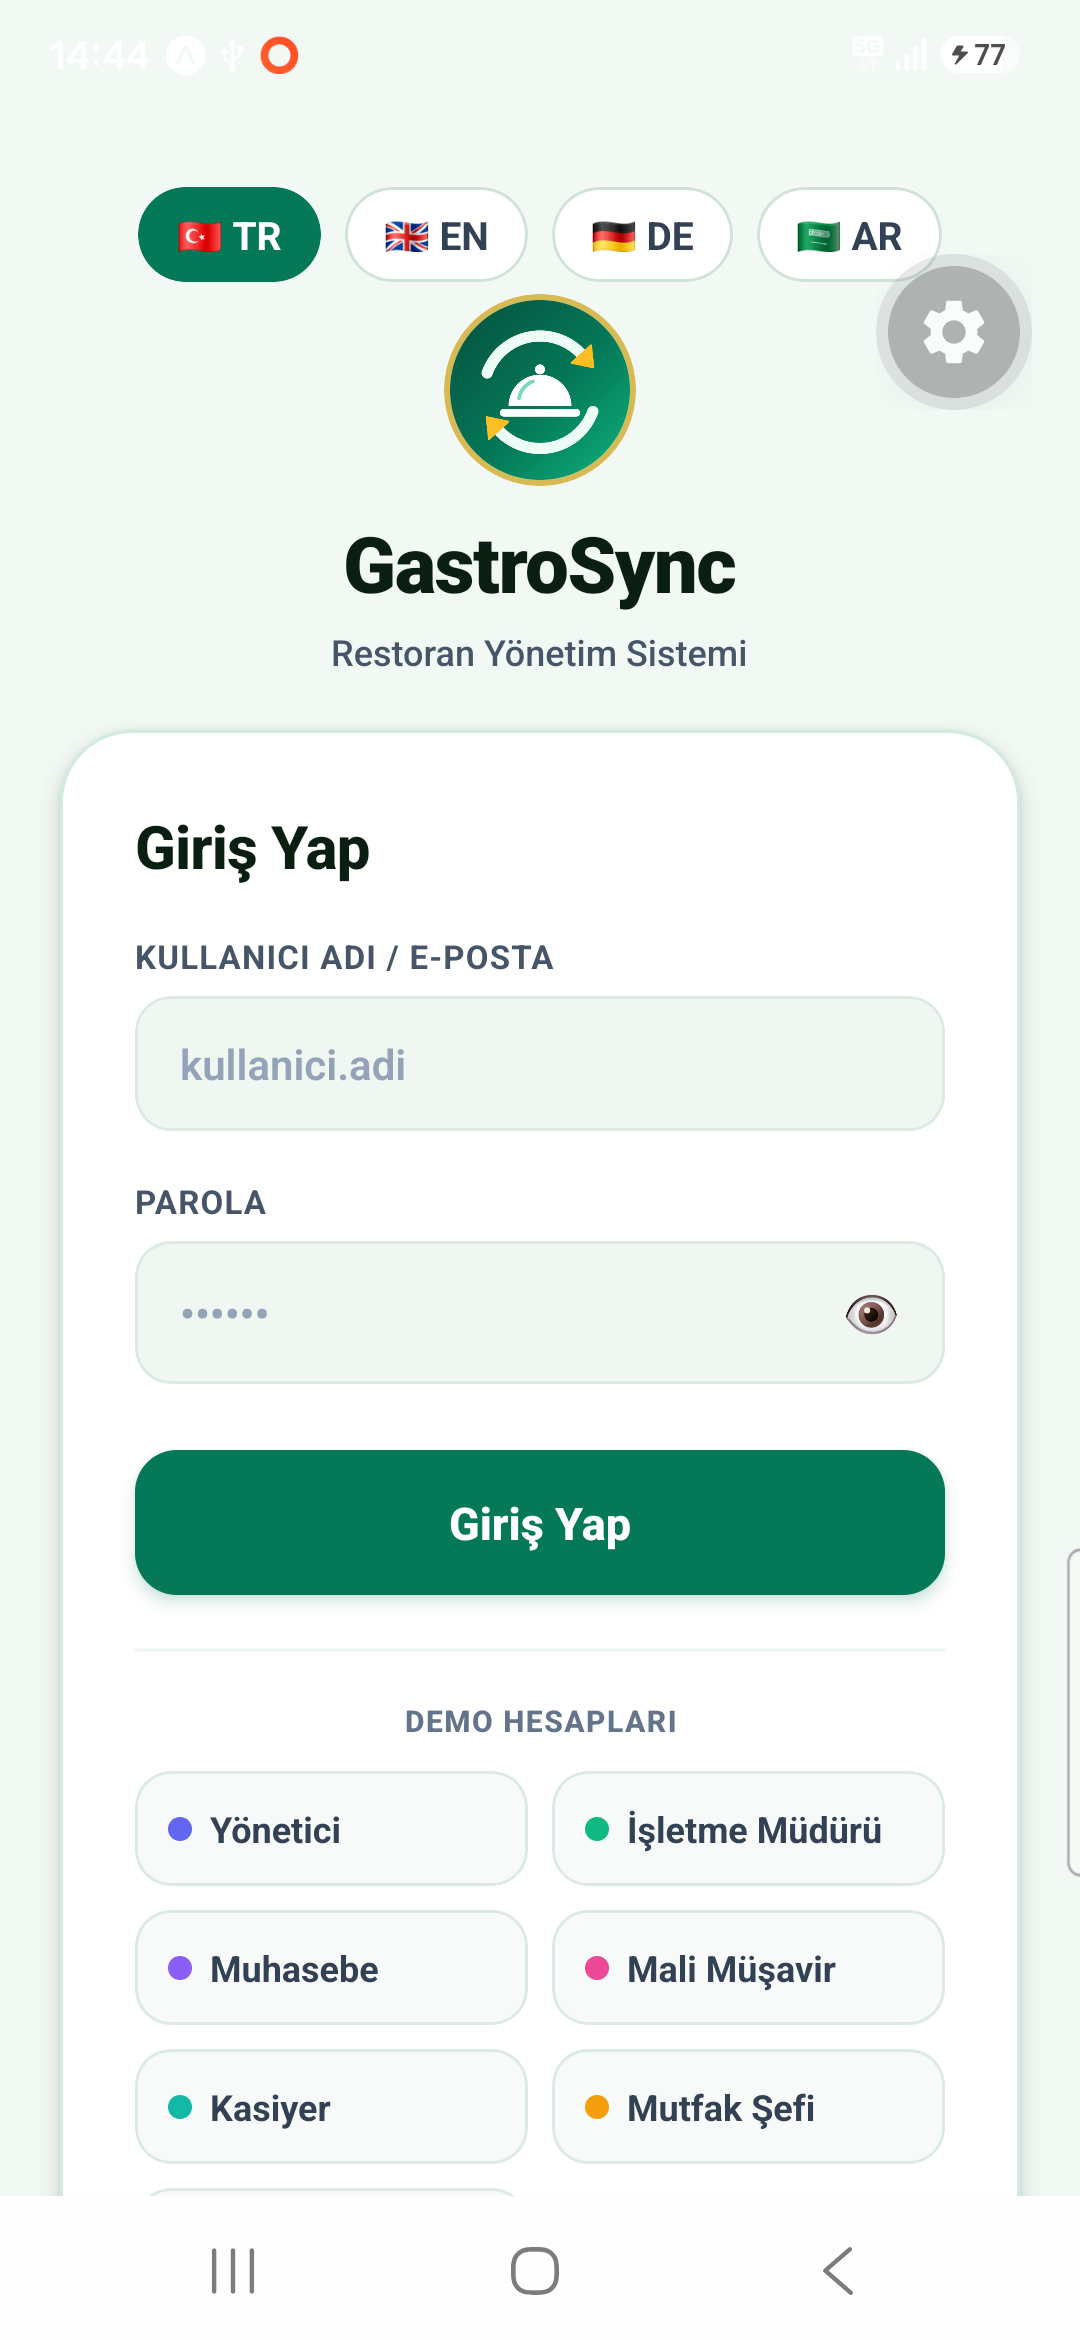 14:44 5G 77
TR EN DE AR
GastroSync
Restoran Yönetim Sistemi
Giriş Yap
KULLANICI ADI / E-POSTA
kullanici.adi
PAROLA
••••••
Giriş Yap
DEMO HESAPLARI
Yönetici İşletme Müdürü
Muhasebe Mali Müşavir
Kasiyer Mutfak Şefi